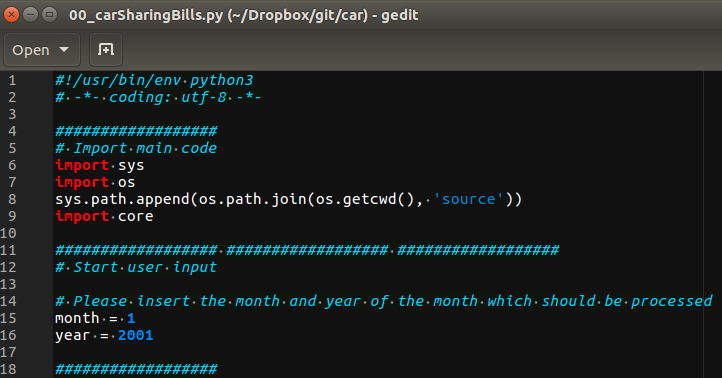 00_carSharingBills.py (~/Dropbox/git/car) - gedit
Open
1 #!/usr/bin/env python3
2 # -*- coding: utf-8 -*-
3
4 ##################
5 # Import main code
6 import sys
7 import os
8 sys.path.append(os.path.join(os.getcwd(), 'source'))
9 import core
10
11 ################## ################## ##################
12 # Start user input
13
14 # Please insert the month and year of the month which should be processed
15 month = 1
16 year = 2001
17
18 ##################